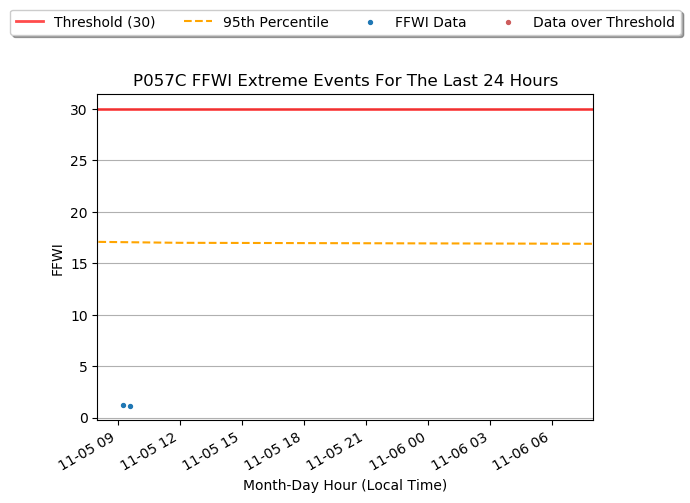 Threshold (30) 95th Percentile FFWI Data Data over Threshold
P057C FFWI Extreme Events For The Last 24 Hours
30
25
20
15
10
5
0
FFWI
11-05 09 11-05 12 11-05 15 11-05 18 11-05 21 11-06 00 11-06 03 11-06 06
Month-Day Hour (Local Time)